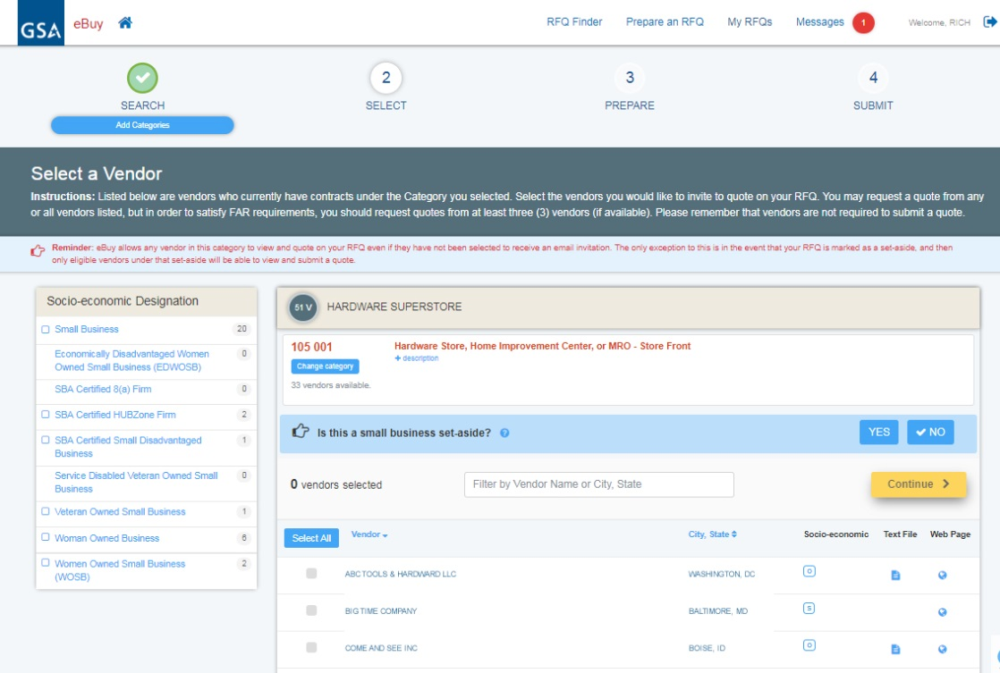 GSA eBuy RFQ Finder Prepare an RFQ My RFQs Messages 1 Welcome, RICH
2 3 4
SEARCH SELECT PREPARE SUBMIT
Add Categories
Select a Vendor
Instructions: Listed below are vendors who currently have contracts under the Category you selected. Select the vendors you would like to invite to quote on your RFQ. You may request a quote from any
or all vendors listed, but in order to satisfy FAR requirements, you should request quotes from at least three (3) vendors (if available). Please remember that vendors are not required to submit a quote.
Reminder: eBuy allows any vendor in this category to view and quote on your RFQ even if they have not been selected to receive an email invitation. The only exception to this is in the event that your RFQ is marked as a set-aside, and then
only eligible vendors under that set-aside will be able to view and submit a quote.
Socio-economic Designation
Small Business 20
Economically Disadvantaged Women 0
Owned Small Business (EDWOSB)
SBA Certified 8(a) Firm 0
SBA Certified HUBZone Firm 2
SBA Certified Small Disadvantaged 1
Business
Service Disabled Veteran Owned Small 0
Business
Veteran Owned Small Business 1
Woman Owned Business 6
Women Owned Small Business 2
(WOSB)
51 V HARDWARE SUPERSTORE
105 001 Hardware Store, Home Improvement Center, or MRO - Store Front
Change category + description
33 vendors available.
Is this a small business set-aside? ? YES NO
0 vendors selected Filter by Vendor Name or City, State Continue
Select All Vendor City, State Socio-economic Text File Web Page
ABC TOOLS & HARDWARD LLC WASHINGTON, DC o
BIG TIME COMPANY BALTIMORE, MD s
COME AND SEE INC BOISE, ID o